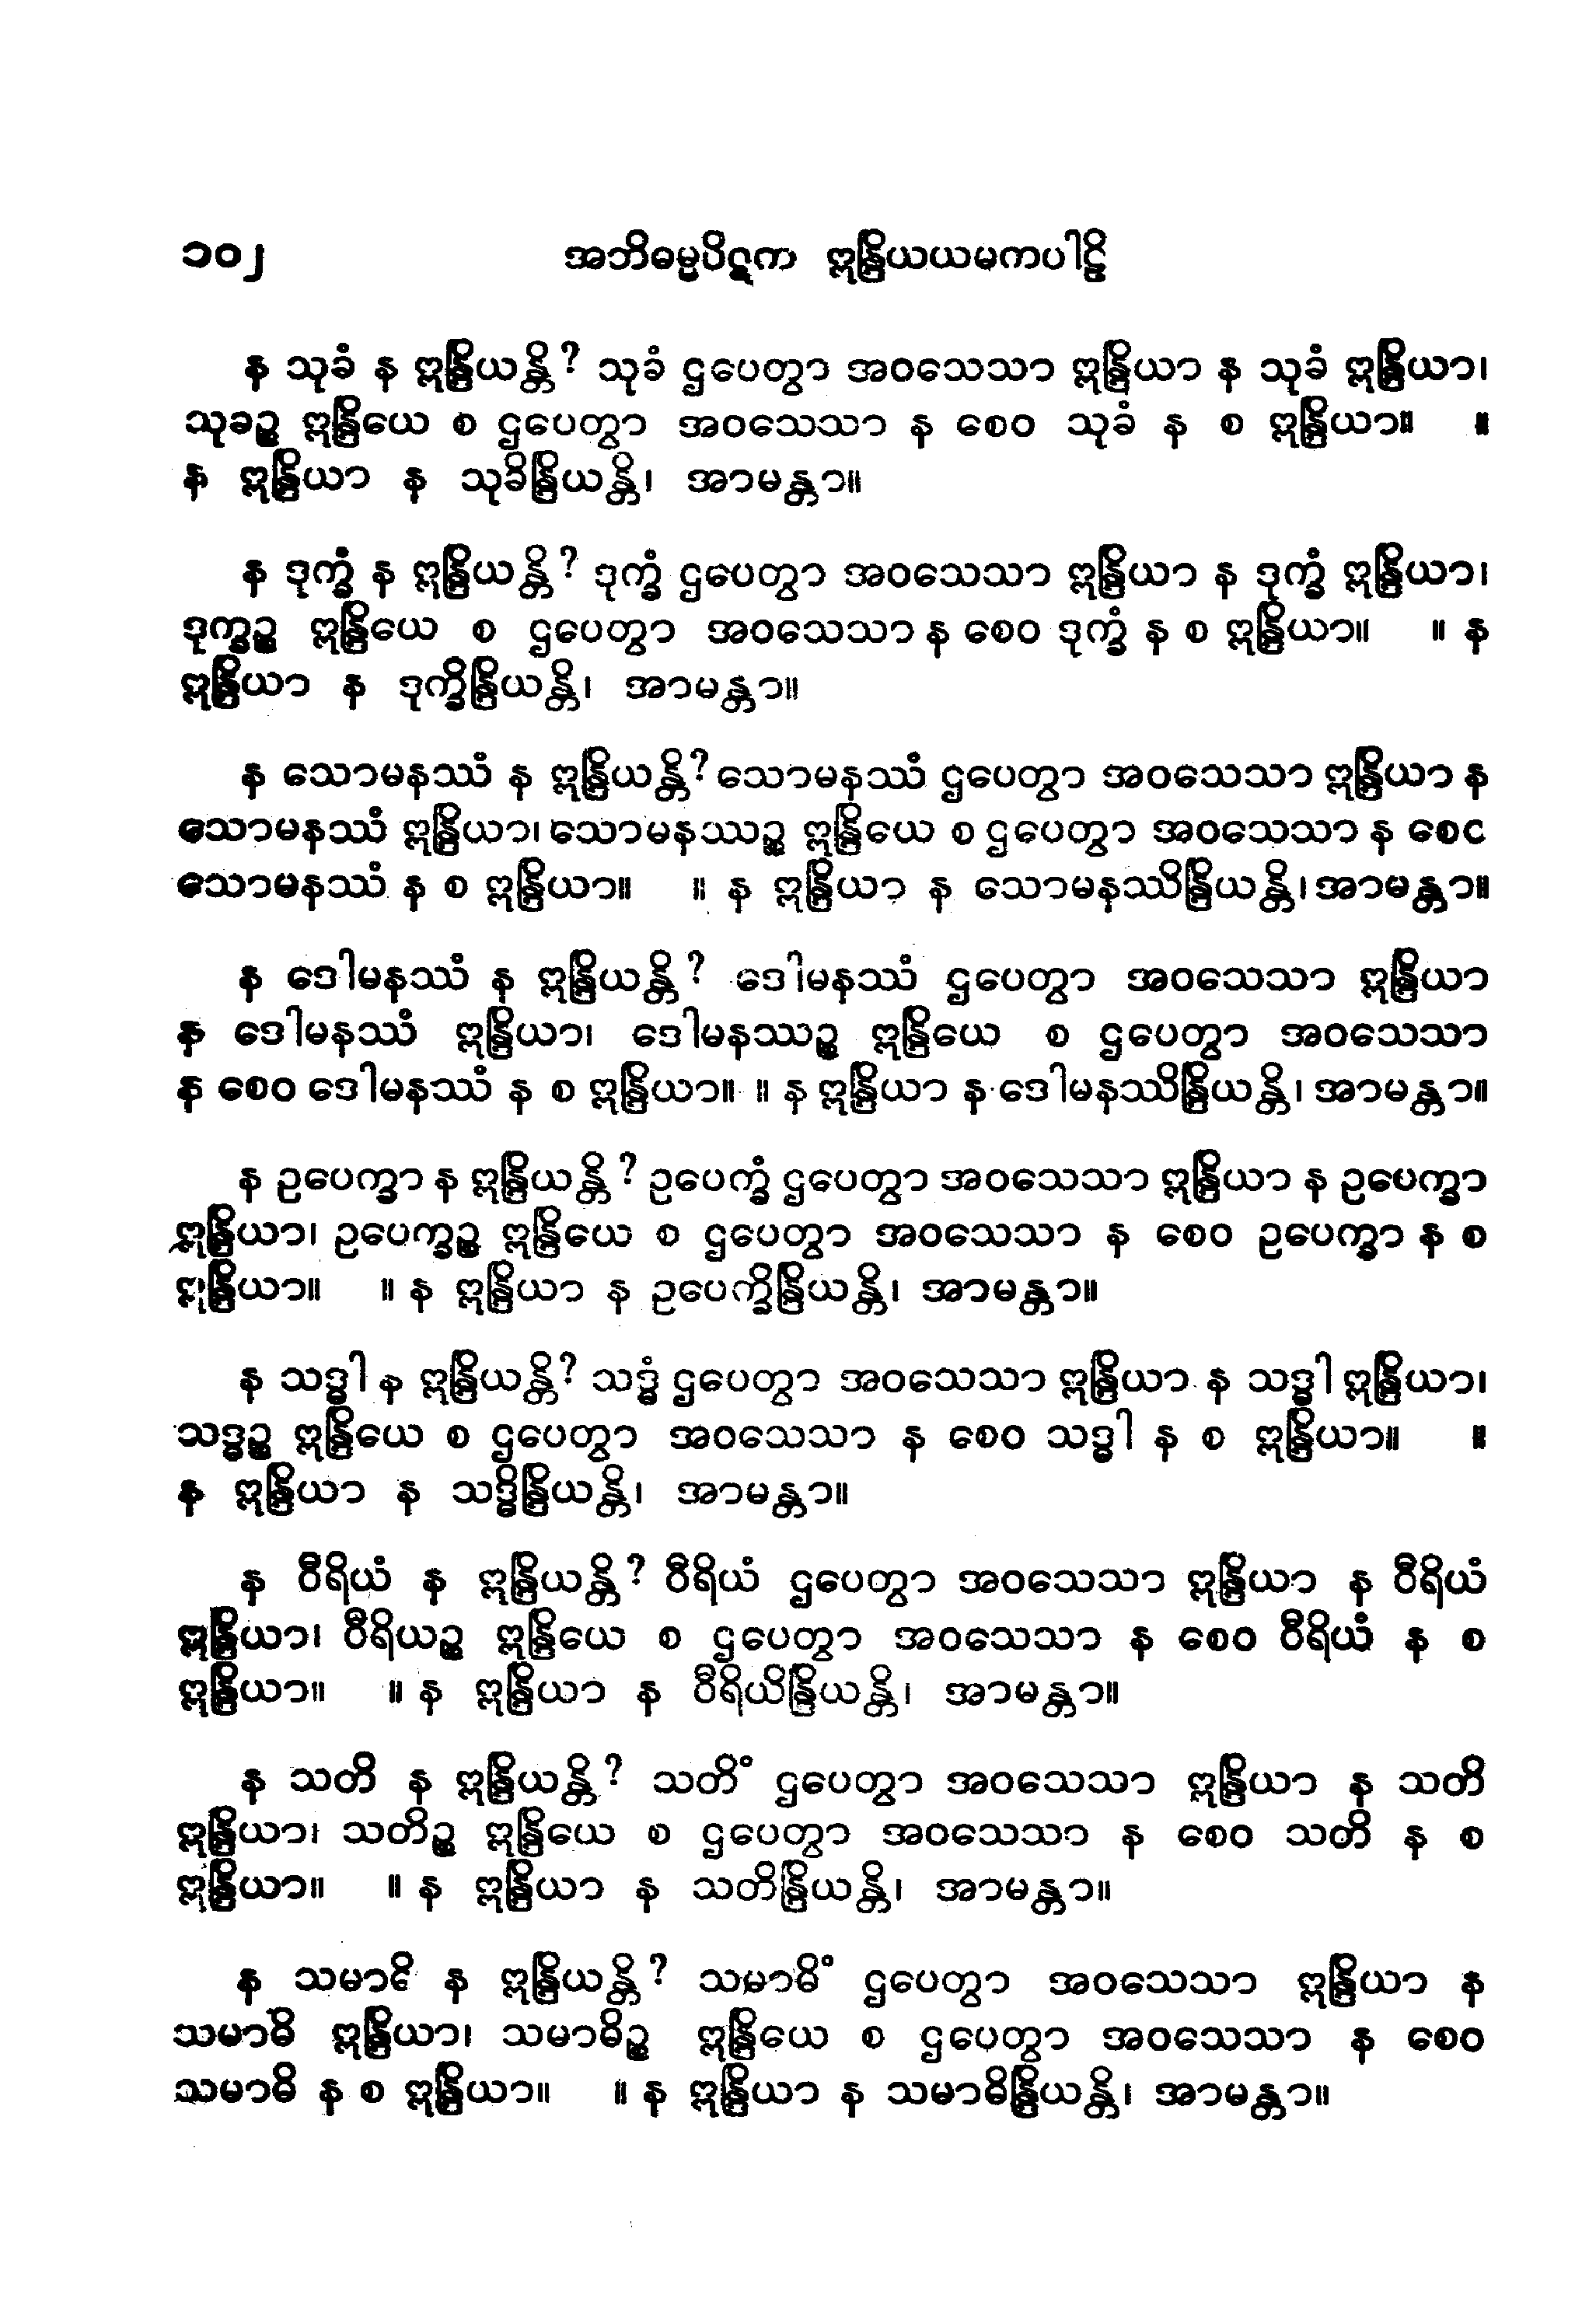 ၁၀၂ အဘိဓမ္မပိဋက ဣန္ဒြိယယမကပါဠိ
န သုခံ န ဣန္ဒြိယန္တိ? သုခံ ဌပေတွာ အဝသေသာ ဣန္ဒြိယာ န သုခံ ဣန္ဒြိယာ၊
သုခဉ္စ ဣန္ဒြိယေ စ ဌပေတွာ အဝသေသာ န စေဝ သုခံ န စ ဣန္ဒြိယာ။ ။
န ဣန္ဒြိယာ န သုခိန္ဒြိယန္တိ၊ အာမန္တာ။
န ဒုက္ခံ န ဣန္ဒြိယန္တိ? ဒုက္ခံ ဌပေတွာ အဝသေသာ ဣန္ဒြိယာ န ဒုက္ခံ ဣန္ဒြိယာ၊
ဒုက္ခဉ္စ ဣန္ဒြိယေ စ ဌပေတွာ အဝသေသာ န စေဝ ဒုက္ခံ န စ ဣန္ဒြိယာ။ ။ န
ဣန္ဒြိယာ န ဒုက္ခိန္ဒြိယန္တိ၊ အာမန္တာ။
န သောမနဿံ န ဣန္ဒြိယန္တိ? သောမနဿံ ဌပေတွာ အဝသေသာ ဣန္ဒြိယာ န
သောမနဿံ ဣန္ဒြိယာ၊ သောမနဿဉ္စ ဣန္ဒြိယေ စ ဌပေတွာ အဝသေသာ န စေဝ
သောမနဿံ န စ ဣန္ဒြိယာ။ ။ န ဣန္ဒြိယာ န သောမနဿိန္ဒြိယန္တိ၊ အာမန္တာ။
န ဒေါမနဿံ န ဣန္ဒြိယန္တိ? ဒေါမနဿံ ဌပေတွာ အဝသေသာ ဣန္ဒြိယာ
န ဒေါမနဿံ ဣန္ဒြိယာ၊ ဒေါမနဿဉ္စ ဣန္ဒြိယေ စ ဌပေတွာ အဝသေသာ
န စေဝ ဒေါမနဿံ န စ ဣန္ဒြိယာ။ ။ န ဣန္ဒြိယာ န ဒေါမနဿိန္ဒြိယန္တိ၊ အာမန္တာ။
န ဥပေက္ခာ န ဣန္ဒြိယန္တိ? ဥပေက္ခံ ဌပေတွာ အဝသေသာ ဣန္ဒြိယာ န ဥပေက္ခာ
ဣန္ဒြိယာ၊ ဥပေက္ခဉ္စ ဣန္ဒြိယေ စ ဌပေတွာ အဝသေသာ န စေဝ ဥပေက္ခာ န စ
ဣန္ဒြိယာ။ ။ န ဣန္ဒြိယာ န ဥပေက္ခိန္ဒြိယန္တိ၊ အာမန္တာ။
န သဒ္ဓါ န ဣန္ဒြိယန္တိ? သဒ္ဓံ ဌပေတွာ အဝသေသာ ဣန္ဒြိယာ န သဒ္ဓါ ဣန္ဒြိယာ၊
သဒ္ဓဉ္စ ဣန္ဒြိယေ စ ဌပေတွာ အဝသေသာ န စေဝ သဒ္ဓါ န စ ဣန္ဒြိယာ။ ။
န ဣန္ဒြိယာ န သဒ္ဓိန္ဒြိယန္တိ၊ အာမန္တာ။
န ဝီရိယံ န ဣန္ဒြိယန္တိ? ဝီရိယံ ဌပေတွာ အဝသေသာ ဣန္ဒြိယာ န ဝီရိယံ
ဣန္ဒြိယာ၊ ဝီရိယဉ္စ ဣန္ဒြိယေ စ ဌပေတွာ အဝသေသာ န စေဝ ဝီရိယံ န စ
ဣန္ဒြိယာ။ ။ န ဣန္ဒြိယာ န ဝီရိယိန္ဒြိယန္တိ၊ အာမန္တာ။
န သတိ န ဣန္ဒြိယန္တိ? သတိံ ဌပေတွာ အဝသေသာ ဣန္ဒြိယာ န သတိ
ဣန္ဒြိယာ၊ သတိဉ္စ ဣန္ဒြိယေ စ ဌပေတွာ အဝသေသာ န စေဝ သတိ န စ
ဣန္ဒြိယာ။ ။ န ဣန္ဒြိယာ န သတိန္ဒြိယန္တိ၊ အာမန္တာ။
န သမာဓိ န ဣန္ဒြိယန္တိ? သမာဓိံ ဌပေတွာ အဝသေသာ ဣန္ဒြိယာ န
သမာဓိ ဣန္ဒြိယာ၊ သမာဓိဉ္စ ဣန္ဒြိယေ စ ဌပေတွာ အဝသေသာ န စေဝ
သမာဓိ န စ ဣန္ဒြိယာ။ ။ န ဣန္ဒြိယာ န သမာဓိန္ဒြိယန္တိ၊ အာမန္တာ။